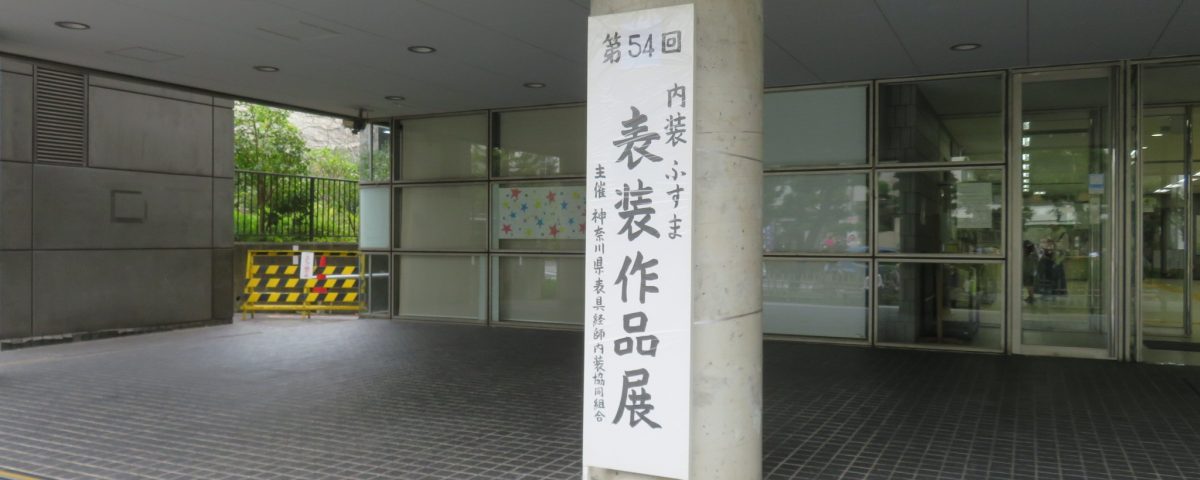 第54回
内装 ふすま
表装作品展
主催 神奈川県表具経師内装協同組合